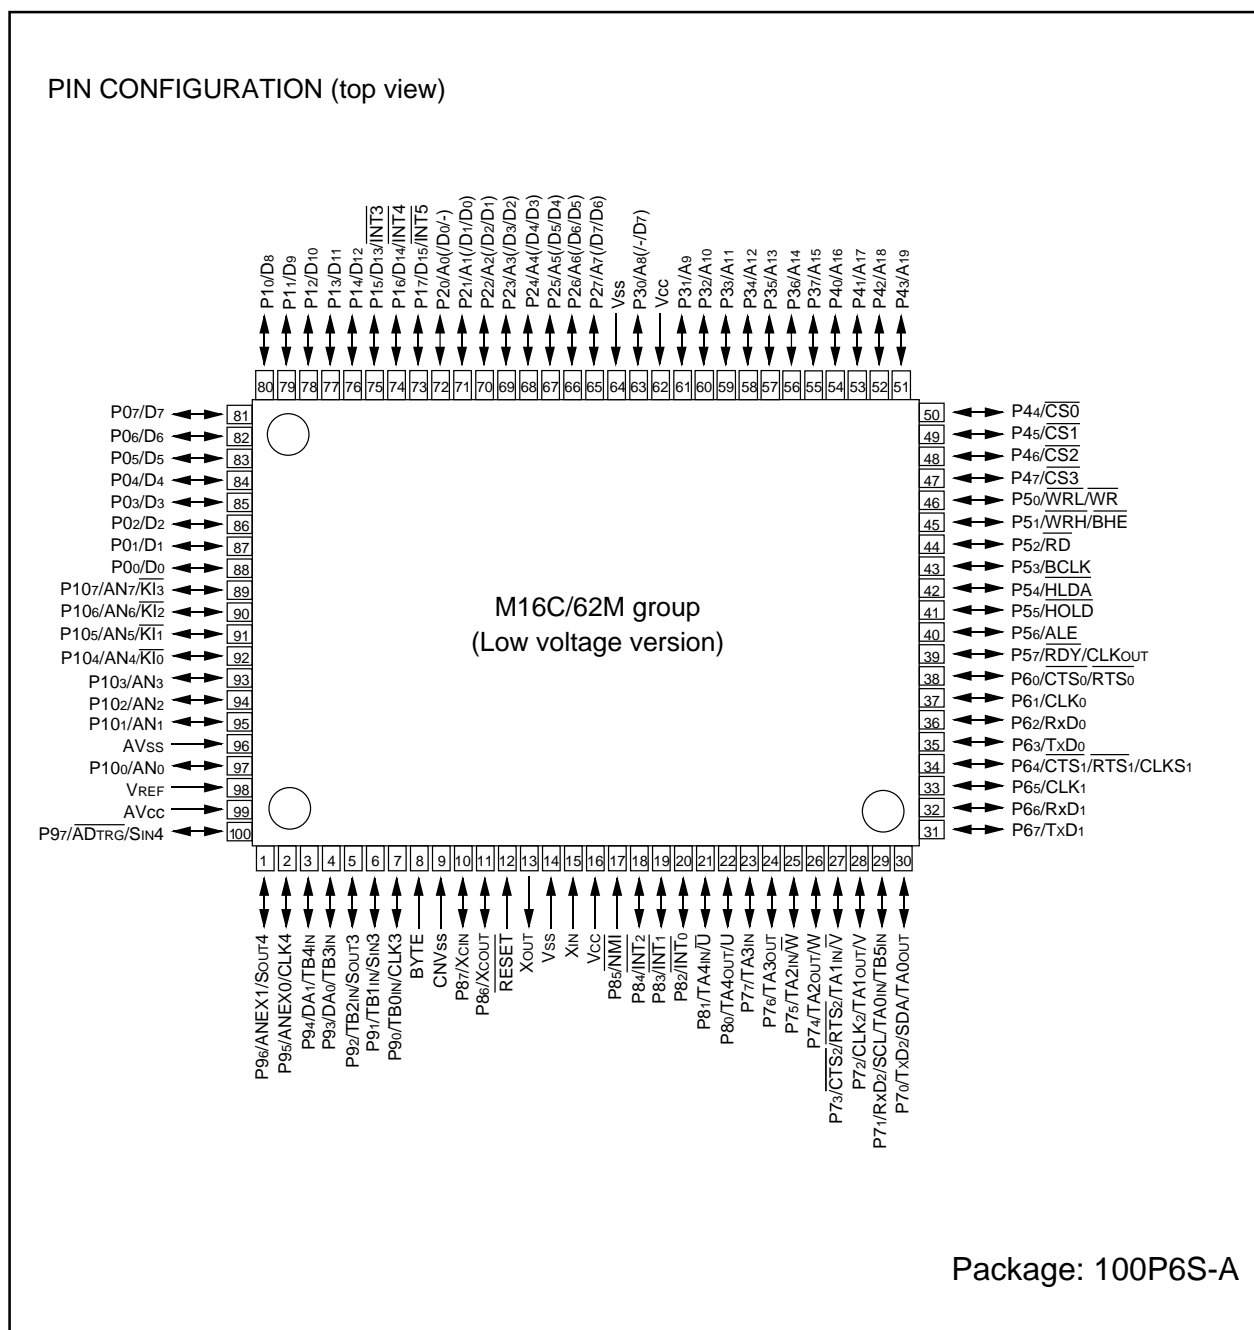 PIN CONFIGURATION (top view)
P10/D8
P11/D9
P12/D10
P13/D11
P14/D12
P15/D13/INT3
P16/D14/INT4
P17/D15/INT5
P20/A0(/D0/-)
P21/A1(/D1/D0)
P22/A2(/D2/D1)
P23/A3(/D3/D2)
P24/A4(/D4/D3)
P25/A5(/D5/D4)
P26/A6(/D6/D5)
P27/A7(/D7/D6)
Vss
P30/A8(/-/D7)
Vcc
P31/A9
P32/A10
P33/A11
P34/A12
P35/A13
P36/A14
P37/A15
P40/A16
P41/A17
P42/A18
P43/A19
80 79 78 77 76 75 74 73 72 71 70 69 68 67 66 65 64 63 62 61 60 59 58 57 56 55 54 53 52 51
P07/D7 81
P06/D6 82
P05/D5 83
P04/D4 84
P03/D3 85
P02/D2 86
P01/D1 87
P00/D0 88
P107/AN7/KI3 89
P106/AN6/KI2 90
P105/AN5/KI1 91
P104/AN4/KI0 92
P103/AN3 93
P102/AN2 94
P101/AN1 95
AVSS 96
P100/AN0 97
VREF 98
AVcc 99
P97/ADTRG/SIN4 100
M16C/62M group
(Low voltage version)
50 P44/CS0
49 P45/CS1
48 P46/CS2
47 P47/CS3
46 P50/WRL/WR
45 P51/WRH/BHE
44 P52/RD
43 P53/BCLK
42 P54/HLDA
41 P55/HOLD
40 P56/ALE
39 P57/RDY/CLKOUT
38 P60/CTS0/RTS0
37 P61/CLK0
36 P62/RxD0
35 P63/TXD0
34 P64/CTS1/RTS1/CLKS1
33 P65/CLK1
32 P66/RxD1
31 P67/TXD1
1 2 3 4 5 6 7 8 9 10 11 12 13 14 15 16 17 18 19 20 21 22 23 24 25 26 27 28 29 30
P96/ANEX1/SOUT4
P95/ANEX0/CLK4
P94/DA1/TB4IN
P93/DA0/TB3IN
P92/TB2IN/SOUT3
P91/TB1IN/SIN3
P90/TB0IN/CLK3
BYTE
CNVss
P87/XCIN
P86/XCOUT
RESET
XOUT
VSS
XIN
VCC
P85/NMI
P84/INT2
P83/INT1
P82/INT0
P81/TA4IN/U
P80/TA4OUT/U
P77/TA3IN
P76/TA3OUT
P75/TA2IN/W
P74/TA2OUT/W
P73/CTS2/RTS2/TA1IN/V
P72/CLK2/TA1OUT/V
P71/RxD2/SCL/TA0IN/TB5IN
P70/TXD2/SDA/TA0OUT
Package: 100P6S-A